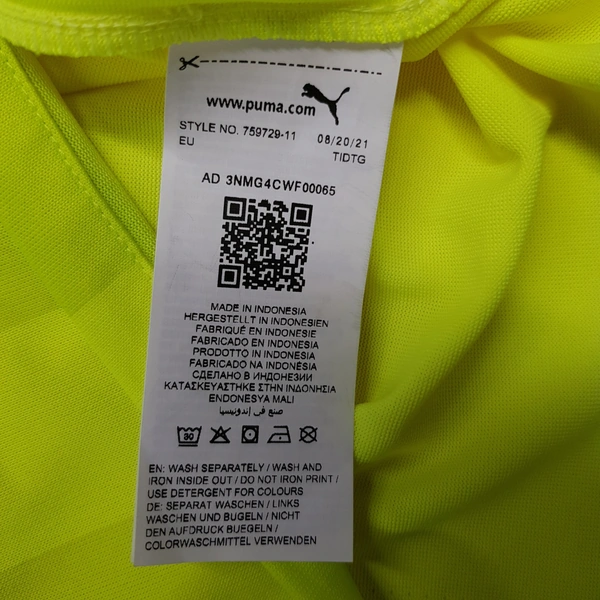 www.puma.com
STYLE NO. 759729-11 08/20/21
EU TIDTG
AD 3NMG4CWF00065
MADE IN INDONESIA
HERGESTELLT IN INDONESIEN
FABRIQUÉ EN INDONESIE
FABRICADO EN INDONESIA
PRODOTTO IN INDONESIA
FABRICADO NA INDONÉSIA
СДЕЛАНО В ИНДОНЕЗИИ
ΚΑΤΑΣΚΕΥΑΣΤΗΚΕ ΣΤΗΝ ΙΝΔΟΝΗΣΙΑ
ENDONESYA MALI
صنع في إندونيسيا
30
EN: WASH SEPARATELY / WASH AND
IRON INSIDE OUT / DO NOT IRON PRINT /
USE DETERGENT FOR COLOURS
DE: SEPARAT WASCHEN / LINKS
WASCHEN UND BUGELN / NICHT
DEN AUFDRUCK BUEGELN /
COLORWASCHMITTEL VERWENDEN